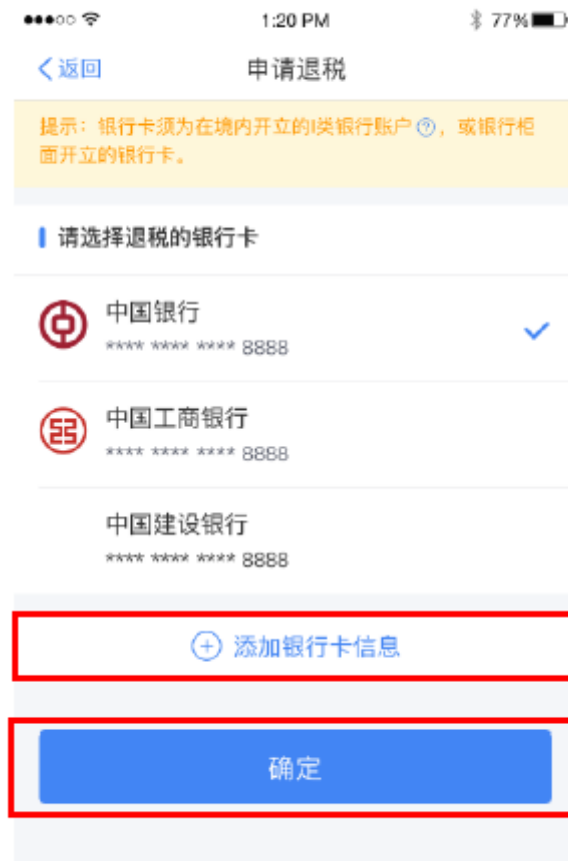 1:20 PM
77%
返回
申请退税
提示：银行卡须为在境内开立的I类银行账户?，或银行柜
面开立的银行卡。
请选择退税的银行卡
中国银行
**** **** **** 8888
中国工商银行
**** **** **** 8888
中国建设银行
**** **** **** 8888
添加银行卡信息
确定